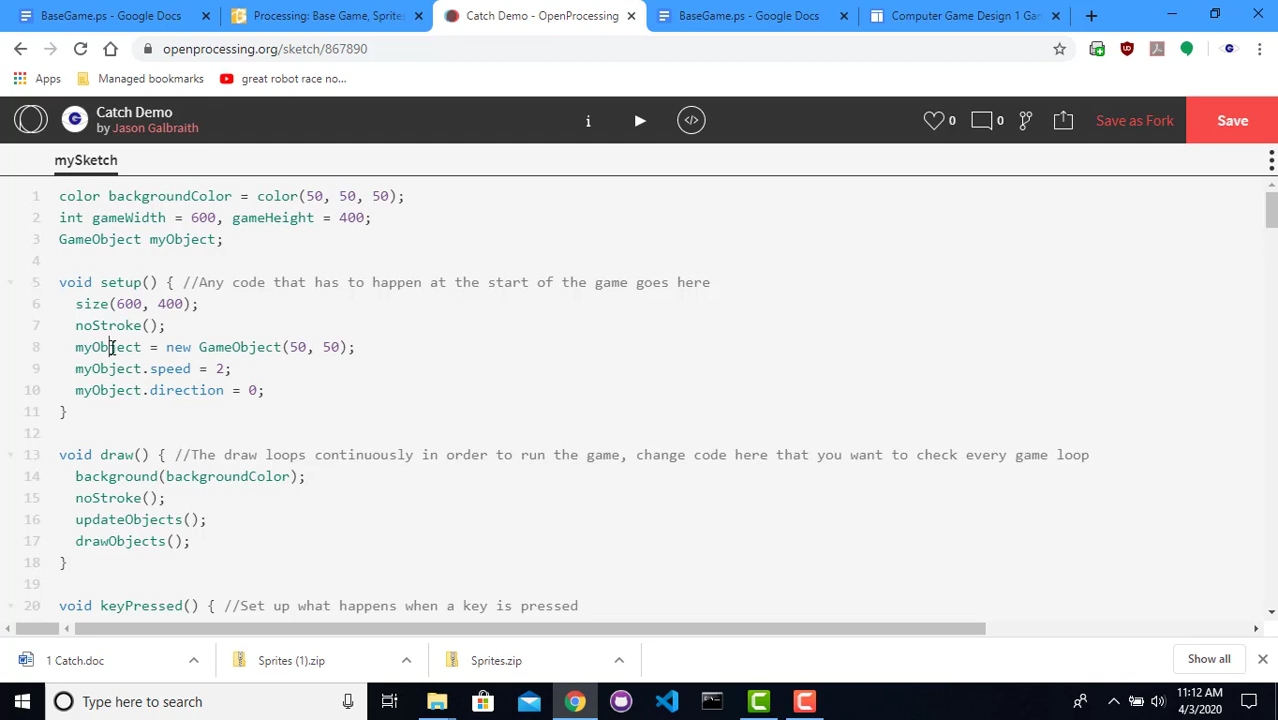 BaseGame.ps - Google Docs
Processing: Base Game, Sprites
Catch Demo - OpenProcessing
BaseGame.ps - Google Docs
Computer Game Design 1 Gam
openprocessing.org/sketch/867890
Apps
Managed bookmarks
great robot race no...
Catch Demo
by Jason Galbraith
0
0
Save as Fork
Save
mySketch
1 color backgroundColor = color(50, 50, 50);
2 int gameWidth = 600, gameHeight = 400;
3 GameObject myObject;
4
5 void setup() { //Any code that has to happen at the start of the game goes here
6 size(600, 400);
7 noStroke();
8 myObject = new GameObject(50, 50);
9 myObject.speed = 2;
10 myObject.direction = 0;
11 }
12
13 void draw() { //The draw loops continuously in order to run the game, change code here that you want to check every game loop
14 background(backgroundColor);
15 noStroke();
16 updateObjects();
17 drawObjects();
18 }
19
20 void keyPressed() { //Set up what happens when a key is pressed
1 Catch.doc
Sprites (1).zip
Sprites.zip
Show all
Type here to search
11:12 AM
4/3/2020